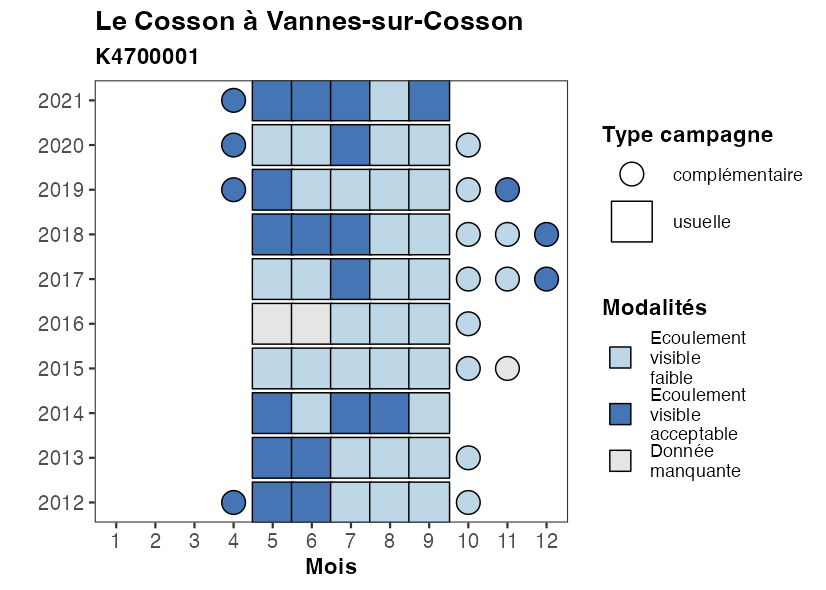 Le Cosson à Vannes-sur-Cosson
K4700001
2021
2020
2019
2018
2017
2016
2015
2014
2013
2012
1 2 3 4 5 6 7 8 9 10 11 12
Mois
Type campagne
complémentaire
usuelle
Modalités
Ecoulement
visible
faible
Ecoulement
visible
acceptable
Donnée
manquante